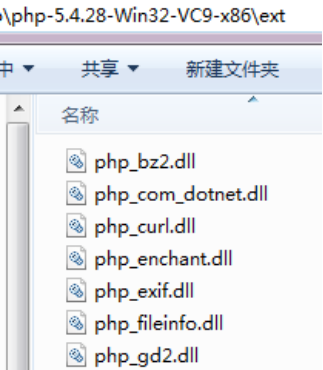 \php-5.4.28-Win32-VC9-x86\ext
中 共享 新建文件夹
名称
php_bz2.dll
php_com_dotnet.dll
php_curl.dll
php_enchant.dll
php_exif.dll
php_fileinfo.dll
php_gd2.dll